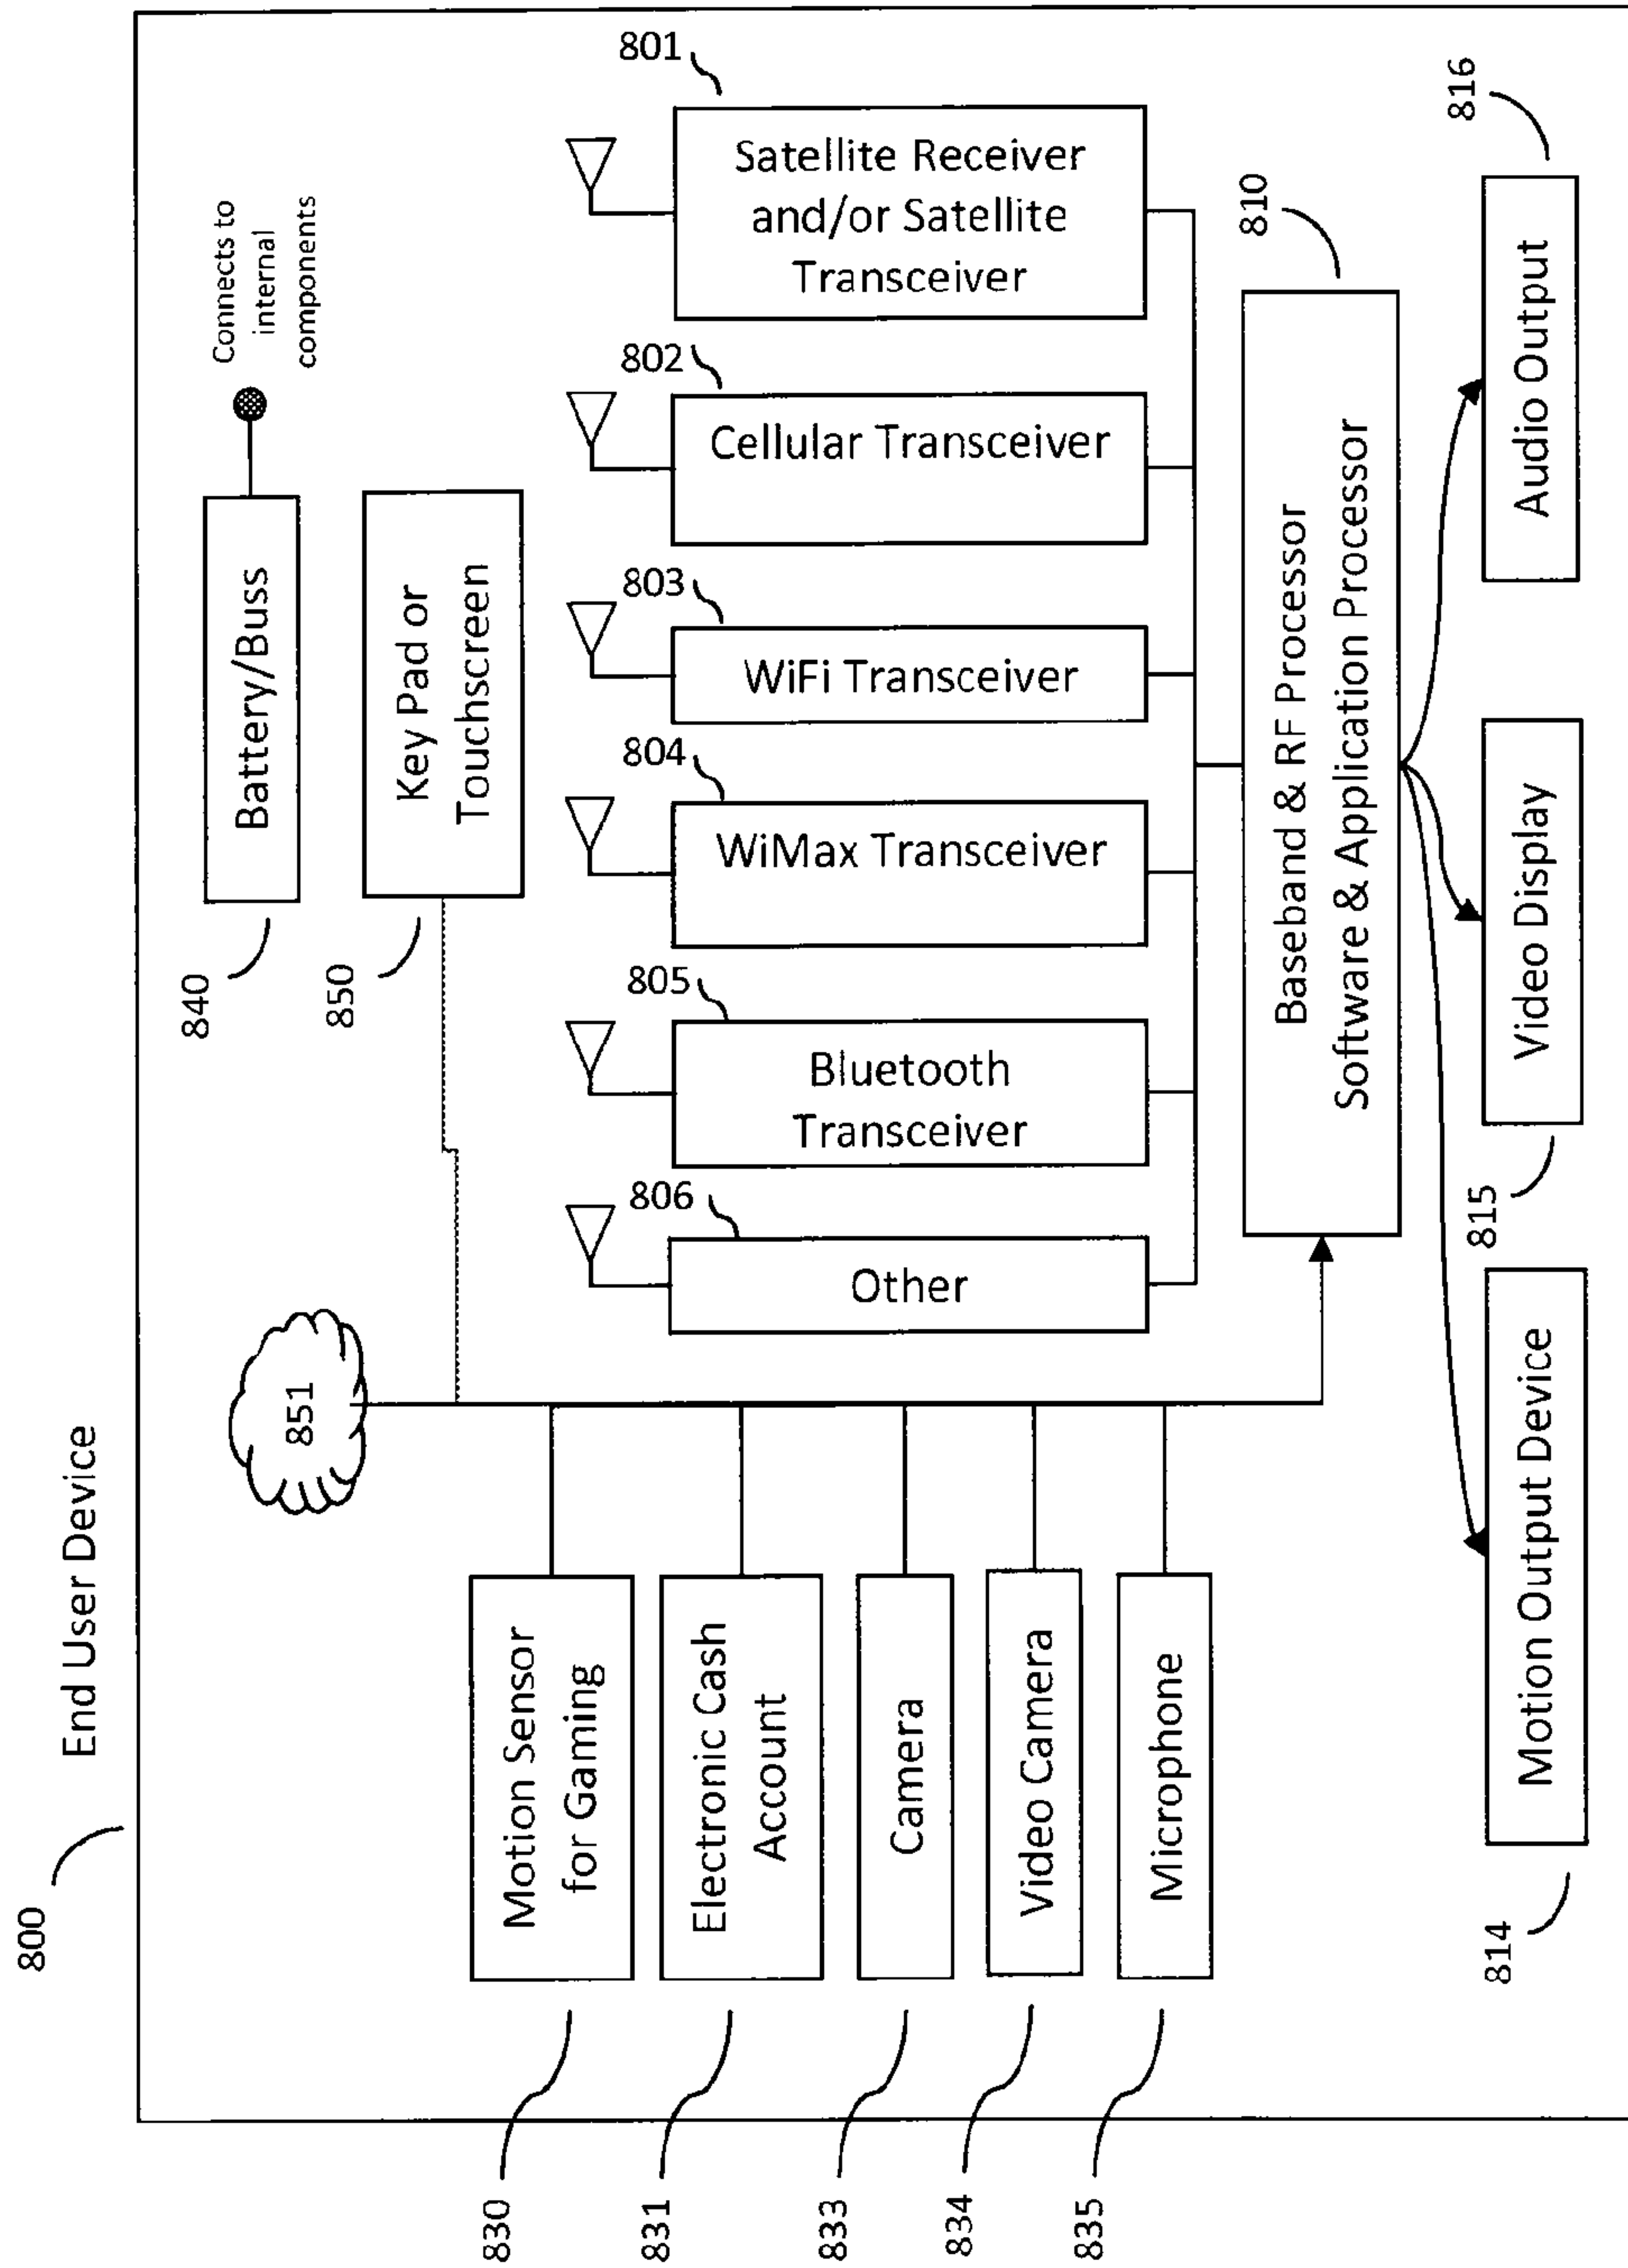 800
End User Device
840
Battery/Buss
Connects to
internal
components
850
Key Pad or
Touchscreen
851
801
Satellite Receiver
and/or Satellite
Transceiver
802
Cellular Transceiver
803
WiFi Transceiver
804
WiMax Transceiver
805
Bluetooth
Transceiver
806
Other
830
Motion Sensor
for Gaming
831
Electronic Cash
Account
833
Camera
834
Video Camera
835
Microphone
810
Baseband & RF Processor
Software & Application Processor
814
Motion Output Device
815
Video Display
816
Audio Output